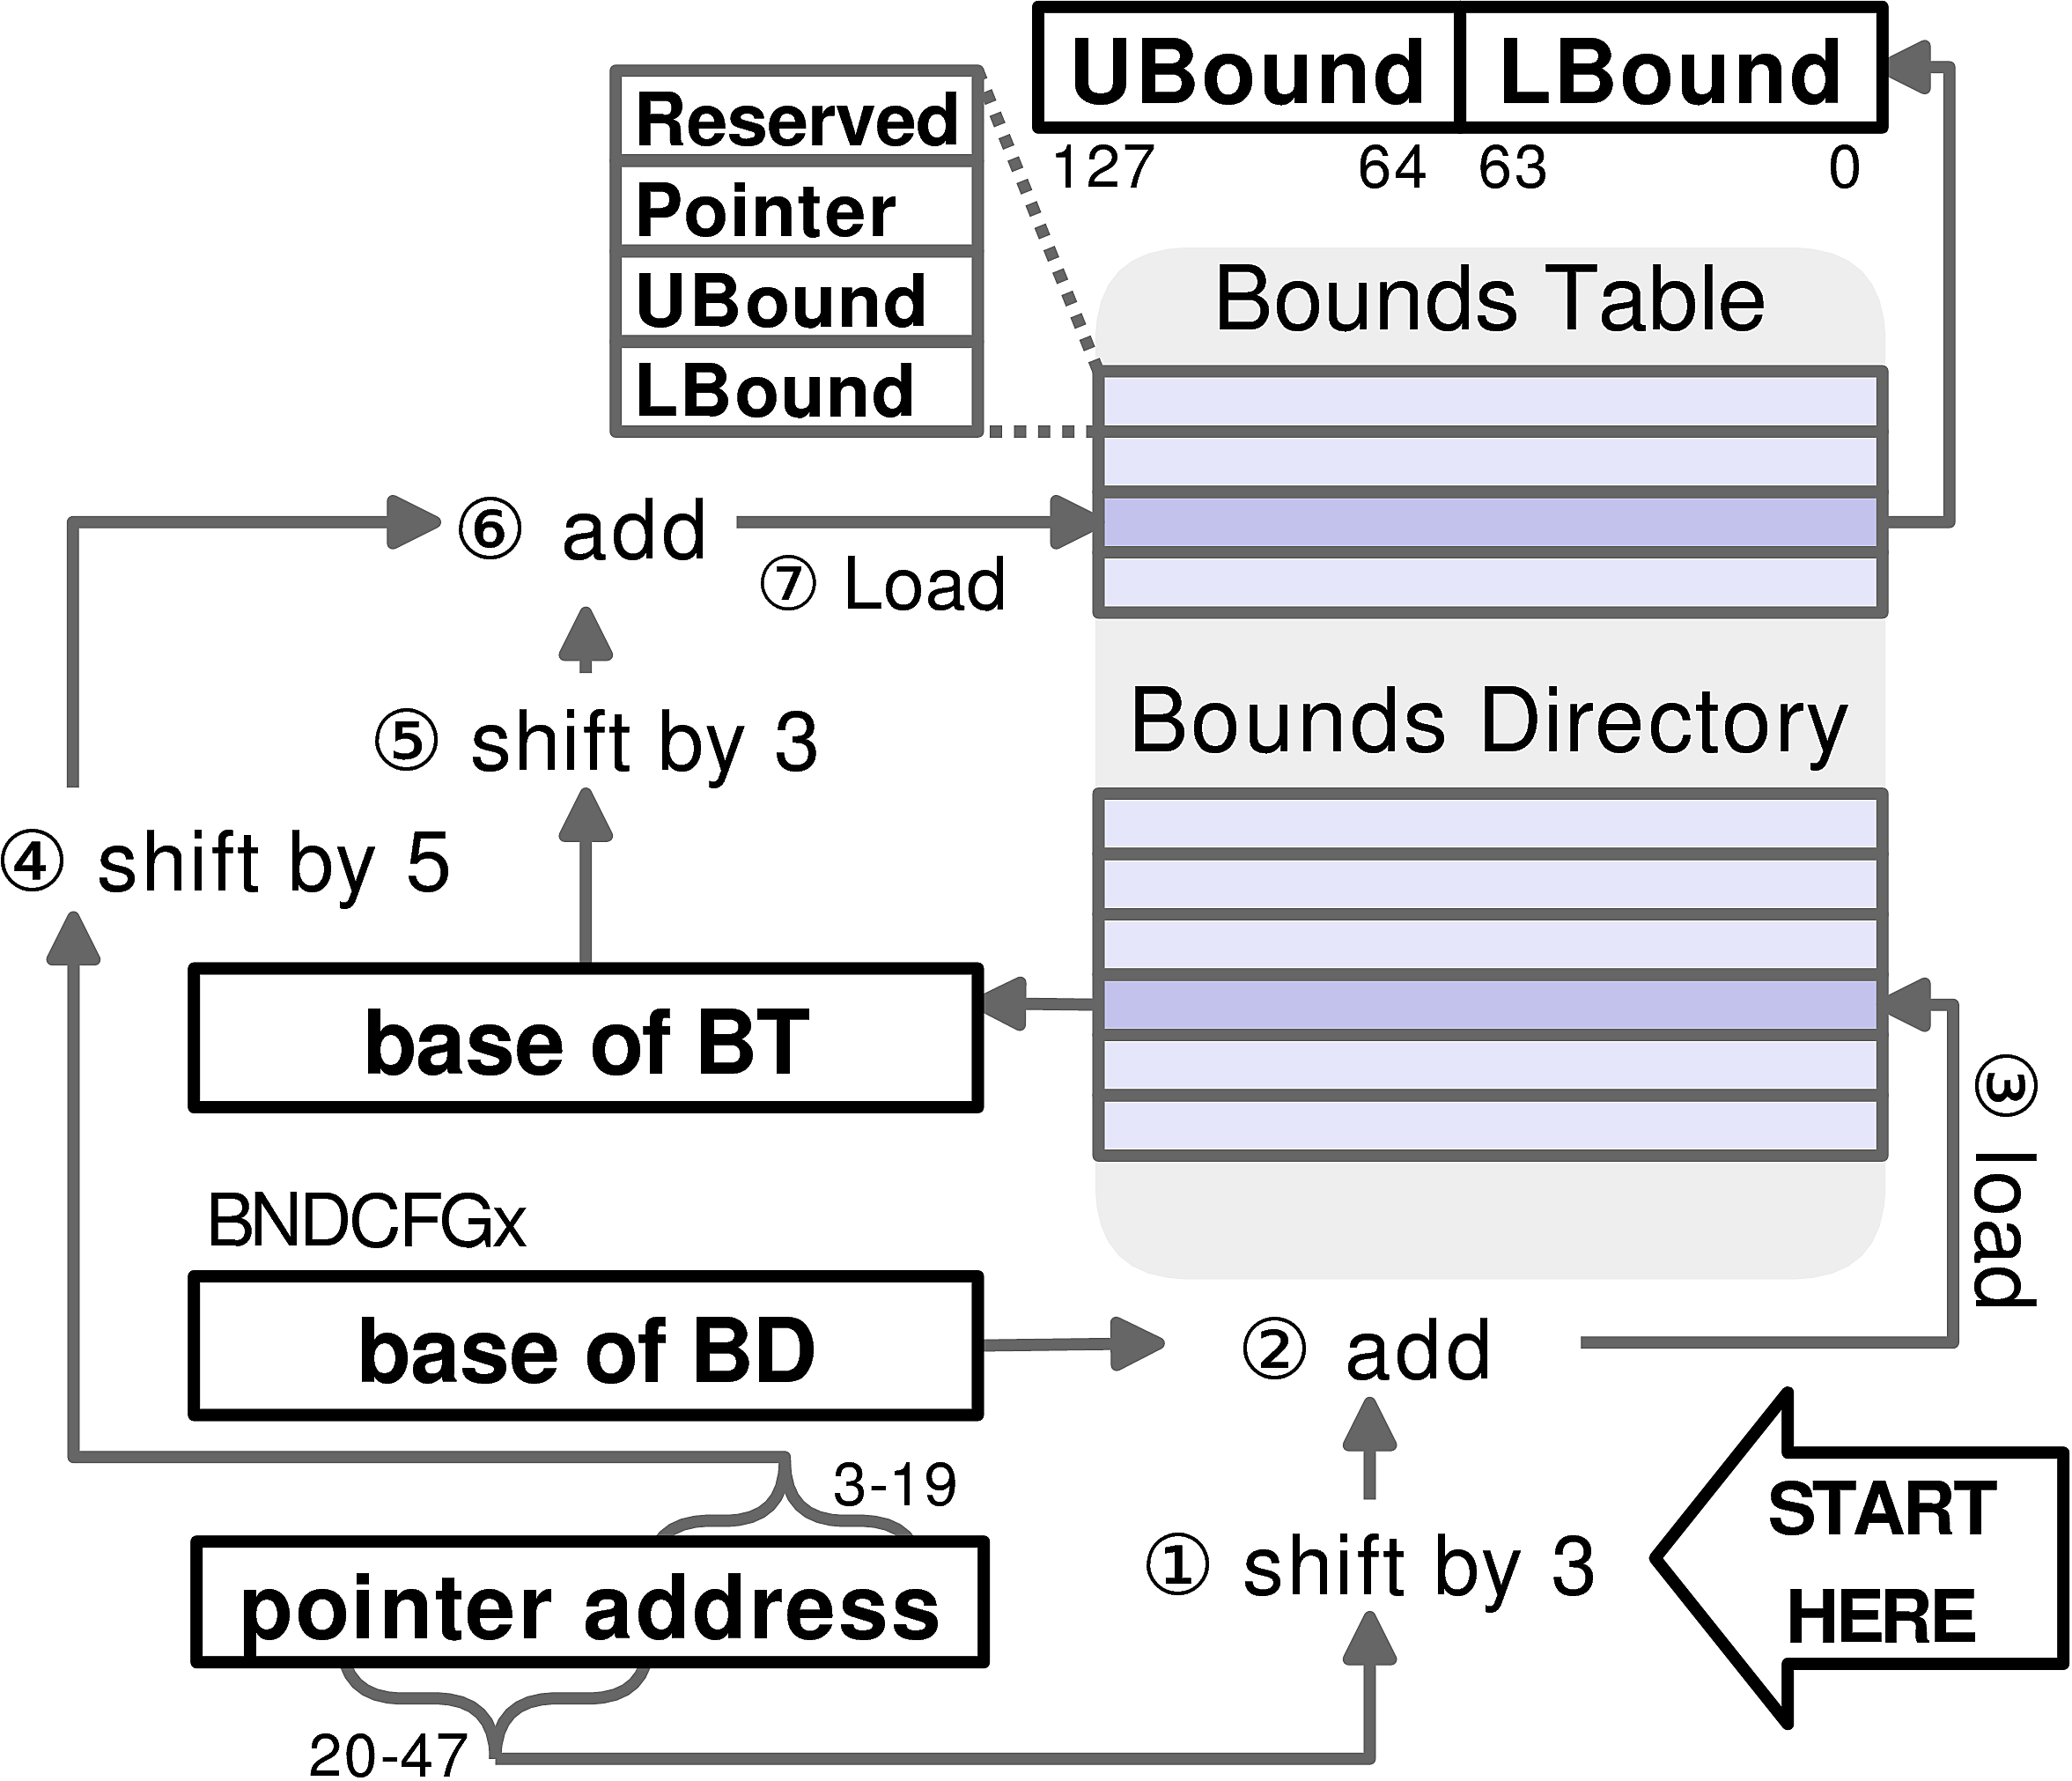 UBound LBound
127 64 63 0
Reserved
Pointer
UBound
LBound
Bounds Table
⑥ add
⑦ Load
⑤ shift by 3
Bounds Directory
④ shift by 5
base of BT
③ load
BNDCFGx
base of BD
② add
3-19
START
HERE
① shift by 3
pointer address
20-47